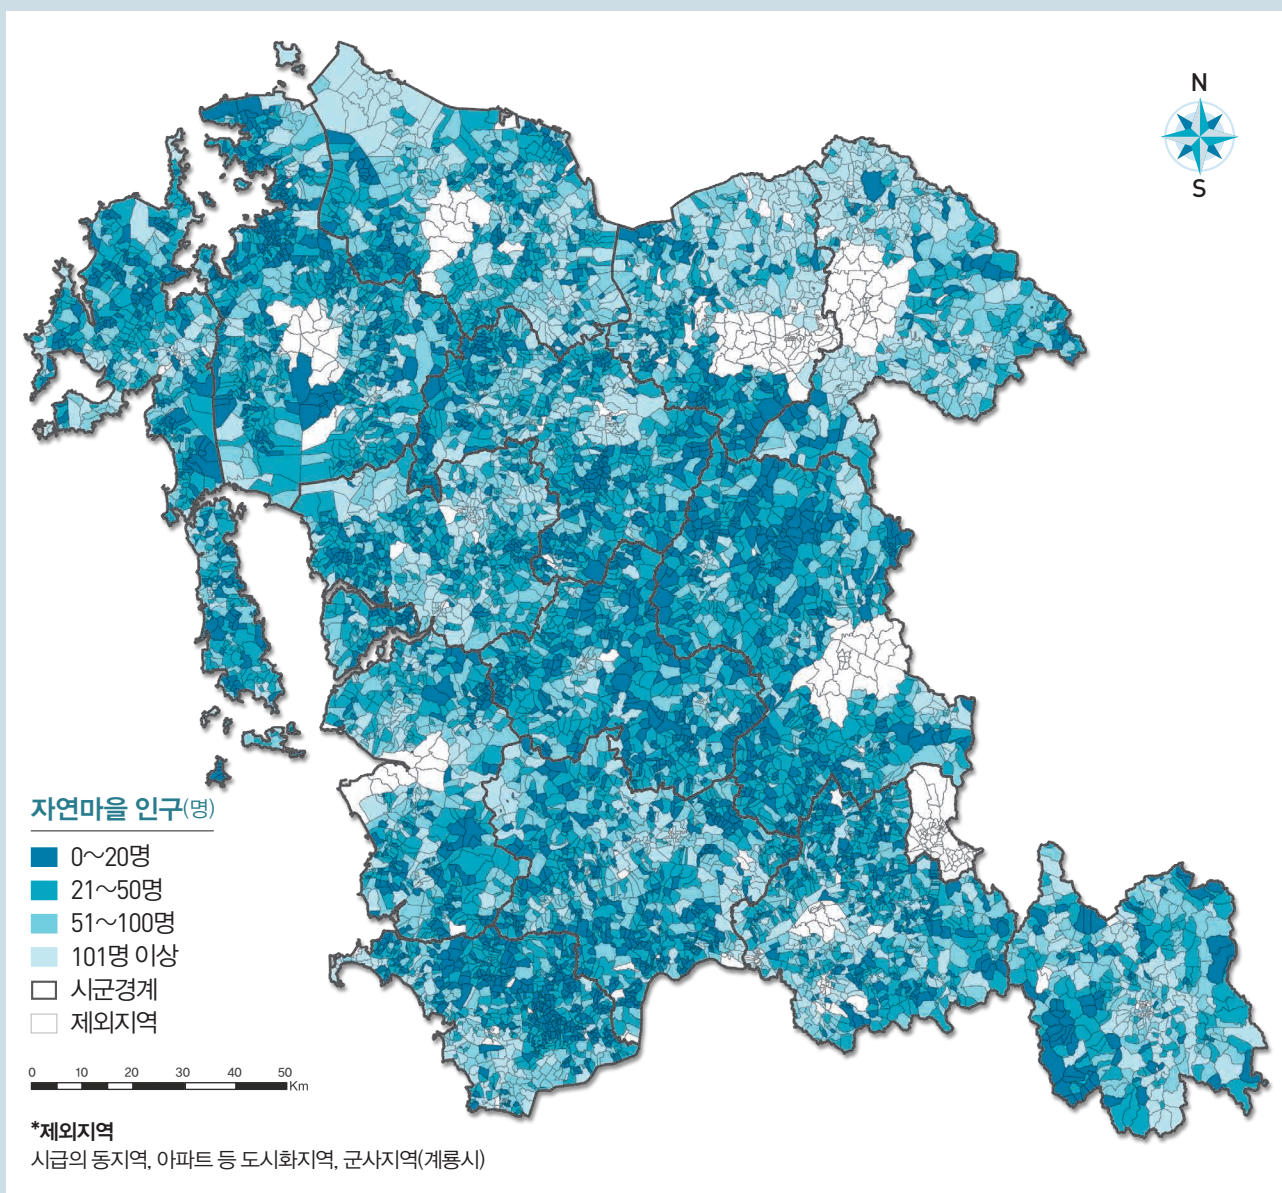 N
S
자연마을 인구(명)
0～20명
21～50명
51～100명
101명 이상
시군경계
제외지역
0 10 20 30 40 50
Km
*제외지역
시급의 동지역, 아파트 등 도시화지역, 군사지역(계룡시)